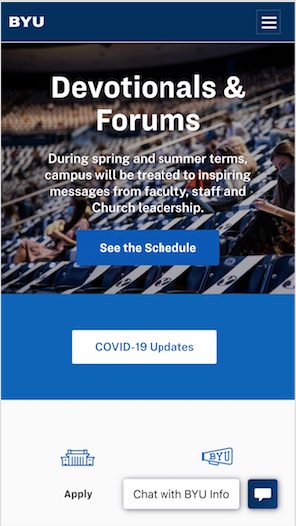 BYU
Devotionals &
Forums
During spring and summer terms,
campus will be treated to inspiring
messages from faculty, staff and
Church leadership.
See the Schedule
COVID-19 Updates
BYU
Apply
Chat with BYU Info